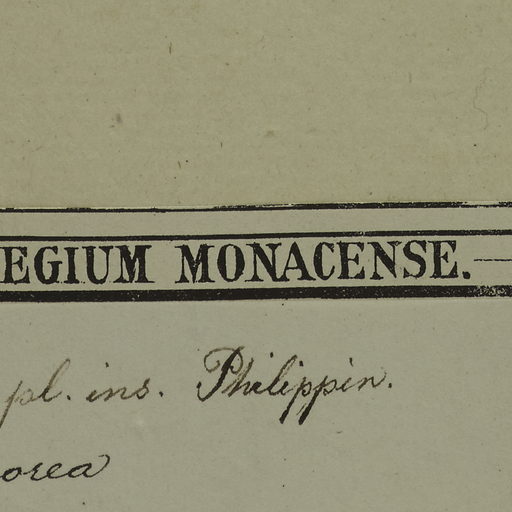 EGIUM MONACENSE.
pl. ins. Philippin.
orea